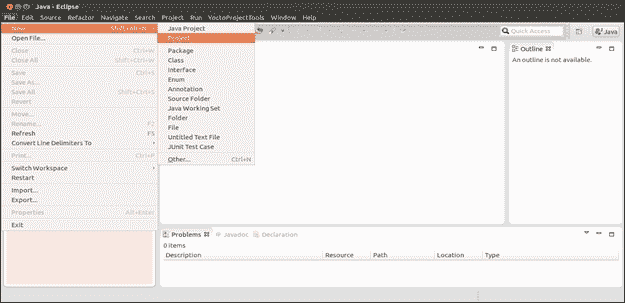 Java - Eclipse
File Edit Source Refactor Navigate Search Project Run YoctoProjectTools Window Help
New Shift+Alt+N
Open File...
Close Ctrl+W
Close All Shift+Ctrl+W
Save Ctrl+S
Save As...
Save All Shift+Ctrl+S
Revert
Move...
Rename... F2
Refresh F5
Convert Line Delimiters To
Print... Ctrl+P
Switch Workspace
Restart
Import...
Export...
Properties Alt+Enter
Exit
Java Project
Project...
Package
Class
Interface
Enum
Annotation
Source Folder
Java Working Set
Folder
File
Untitled Text File
JUnit Test Case
Other... Ctrl+N
Quick Access
Java
Outline
An outline is not available.
Problems Javadoc Declaration
0 items
Description Resource Path Location Type